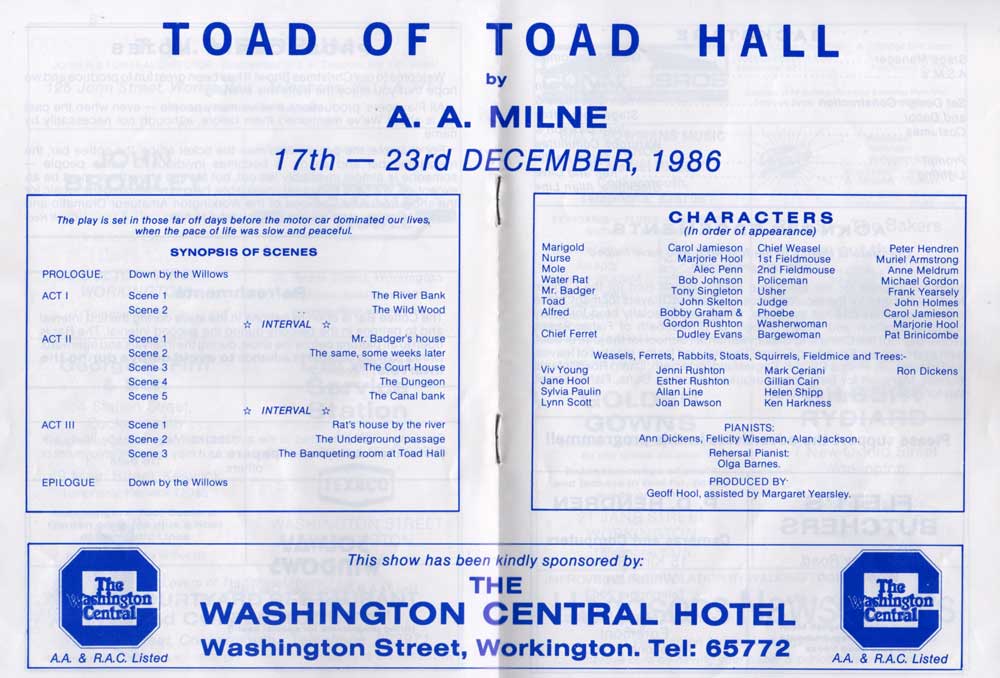 TOAD OF TOAD HALL
by
A. A. MILNE
17th — 23rd DECEMBER, 1986
The play is set in those far off days before the motor car dominated our lives,
when the pace of life was slow and peaceful.
SYNOPSIS OF SCENES
PROLOGUE. Down by the Willows
ACT I Scene 1 The River Bank
Scene 2 The Wild Wood
☆ INTERVAL ☆
ACT II Scene 1 Mr. Badger's house
Scene 2 The same, some weeks later
Scene 3 The Court House
Scene 4 The Dungeon
Scene 5 The Canal bank
☆ INTERVAL ☆
ACT III Scene 1 Rat's house by the river
Scene 2 The Underground passage
Scene 3 The Banqueting room at Toad Hall
EPILOGUE Down by the Willows
CHARACTERS
(In order of appearance)
Marigold Carol Jamieson Chief Weasel Peter Hendren
Nurse Marjorie Hool 1st Fieldmouse Muriel Armstrong
Mole Alec Penn 2nd Fieldmouse Anne Meldrum
Water Rat Bob Johnson Policeman Michael Gordon
Mr. Badger Tony Singleton Usher Frank Yearsely
Toad John Skelton Judge John Holmes
Alfred Bobby Graham & Phoebe Carol Jamieson
Gordon Rushton Washerwoman Marjorie Hool
Chief Ferret Dudley Evans Bargewoman Pat Brinicombe
Weasels, Ferrets, Rabbits, Stoats, Squirrels, Fieldmice and Trees:-
Viv Young Jenni Rushton Mark Ceriani Ron Dickens
Jane Hool Esther Rushton Gillian Cain
Sylvia Paulin Allan Line Helen Shipp
Lynn Scott Joan Dawson Ken Harkness
PIANISTS:
Ann Dickens, Felicity Wiseman, Alan Jackson.
Rehersal Pianist:
Olga Barnes.
PRODUCED BY
Geoff Hool, assisted by Margaret Yearsley.
This show has been kindly sponsored by:
THE
WASHINGTON CENTRAL HOTEL
Washington Street, Workington. Tel: 65772
The
Washington
Central
A.A. & R.A.C. Listed
The
Washington
Central
A.A. & R.A.C. Listed